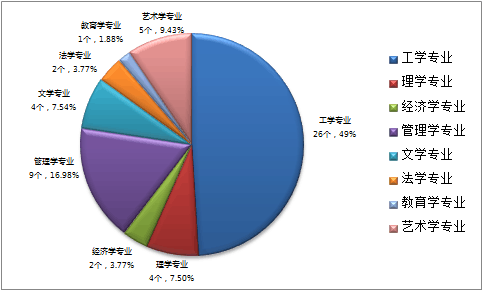 艺术学专业
5个，9.43%
教育学专业
1个，1.88%
法学专业
2个，3.77%
文学专业
4个，7.54%
管理学专业
9个，16.98%
经济学专业
2个，3.77%
理学专业
4个，7.50%
工学专业
26个，49%
工学专业
理学专业
经济学专业
管理学专业
文学专业
法学专业
教育学专业
艺术学专业